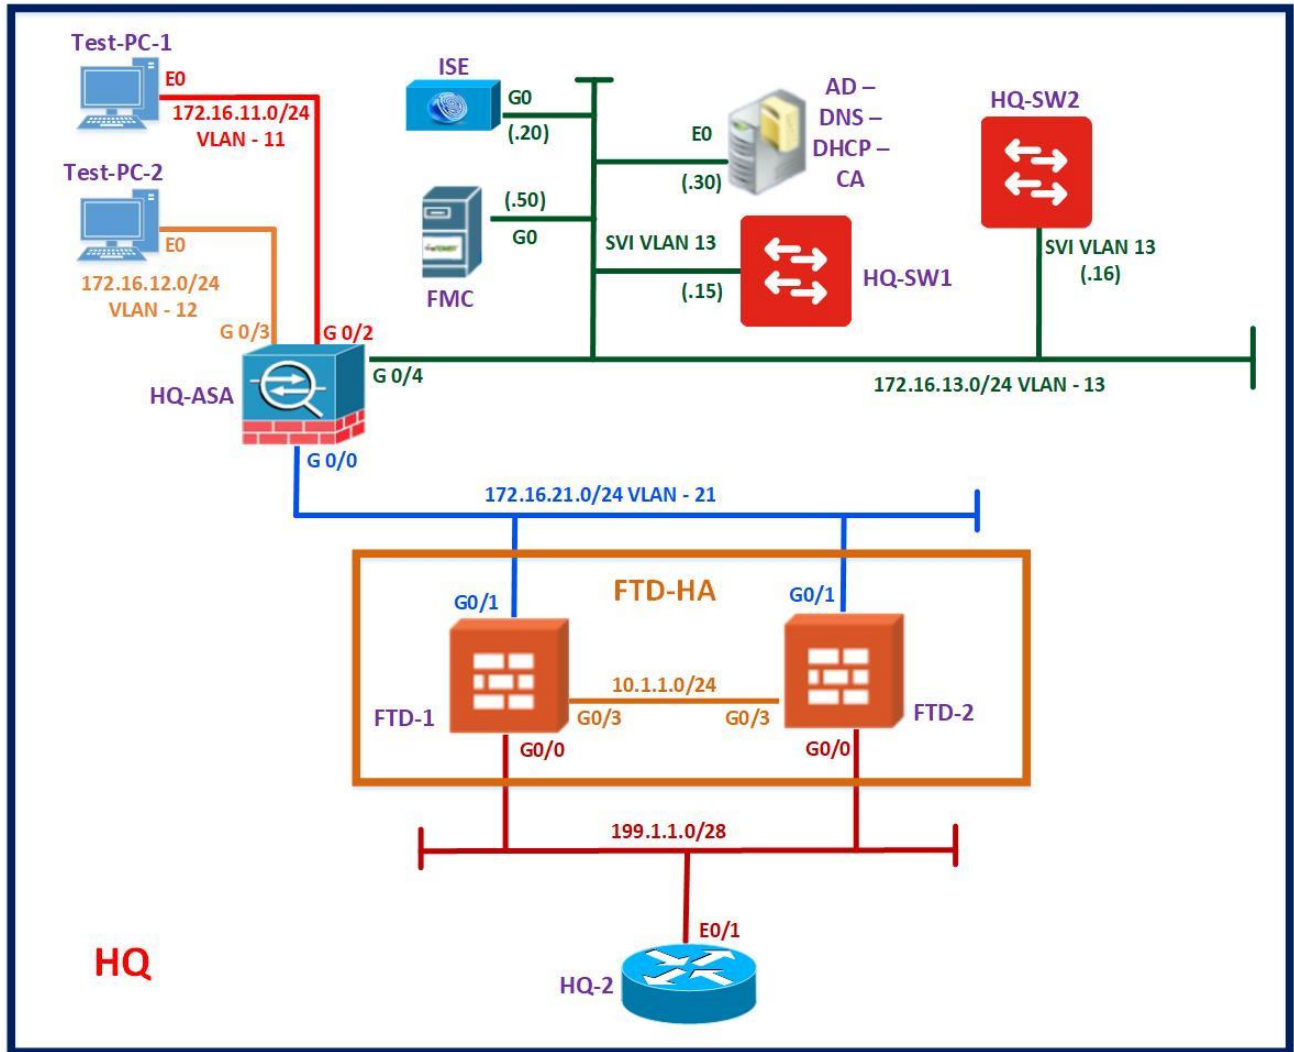 Test-PC-1
E0
172.16.11.0/24
VLAN - 11
Test-PC-2
E0
172.16.12.0/24
VLAN - 12
G 0/3
G 0/2
HQ-ASA
G 0/4
G 0/0
ISE
G0
(.20)
(.50)
G0
FMC
E0
(.30)
AD –
DNS –
DHCP –
CA
SVI VLAN 13
(.15)
HQ-SW1
HQ-SW2
SVI VLAN 13
(.16)
172.16.13.0/24 VLAN - 13
172.16.21.0/24 VLAN - 21
FTD-HA
G0/1
G0/1
10.1.1.0/24
FTD-1
G0/3
G0/3
FTD-2
G0/0
G0/0
199.1.1.0/28
E0/1
HQ-2
HQ